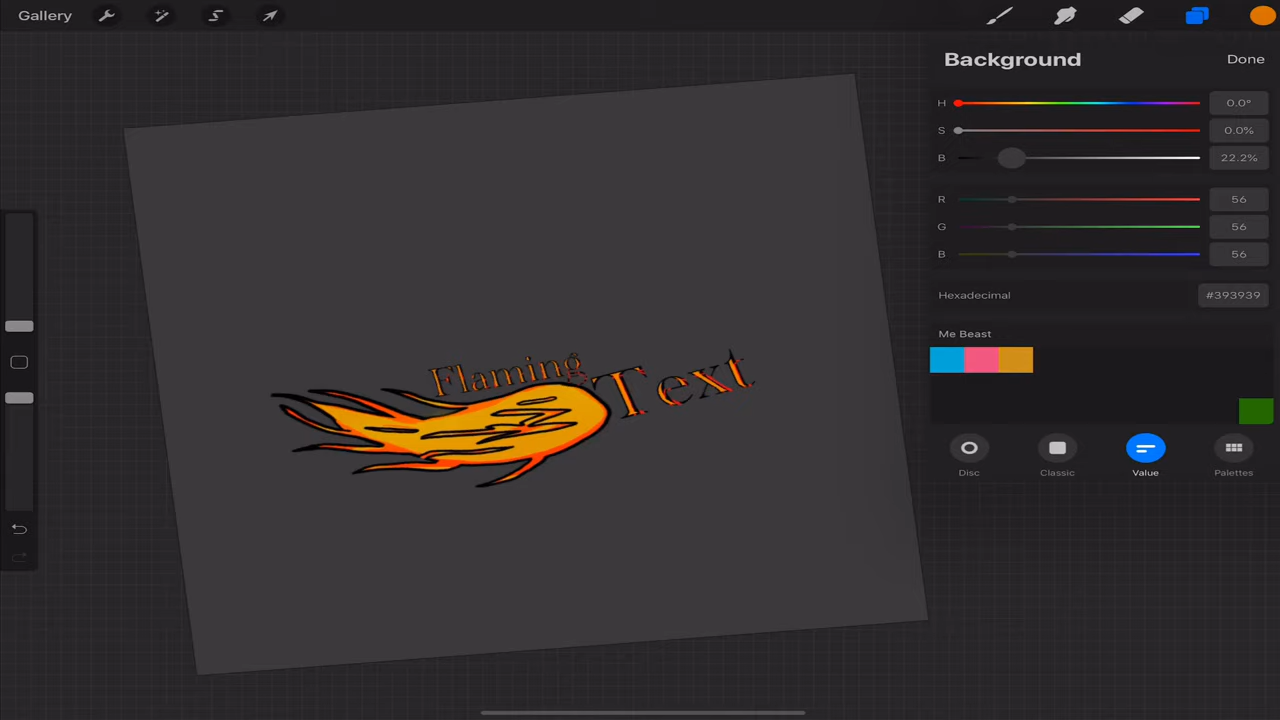 Gallery
Background Done
H 0.0°
S 0.0%
B 22.2%
R 56
G 56
B 56
Hexadecimal #393939
Me Beast
Flaming
Text
Disc Classic Value Palettes